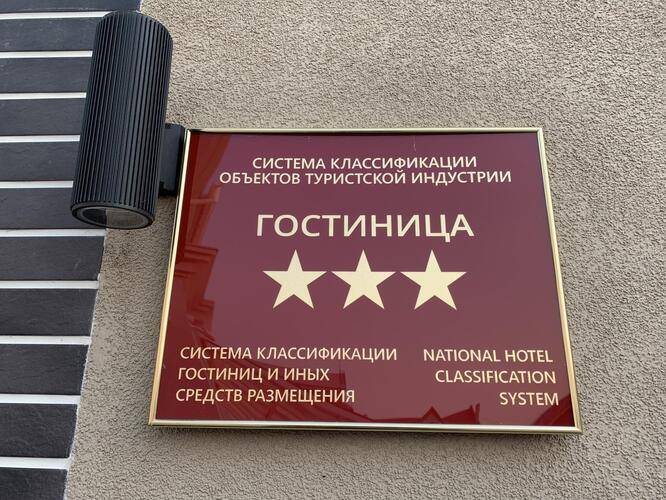 СИСТЕМА КЛАССИФИКАЦИИ
ОБЪЕКТОВ ТУРИСТСКОЙ ИНДУСТРИИ
ГОСТИНИЦА
СИСТЕМА КЛАССИФИКАЦИИ
ГОСТИНИЦ И ИНЫХ
СРЕДСТВ РАЗМЕЩЕНИЯ
NATIONAL HOTEL
CLASSIFICATION
SYSTEM